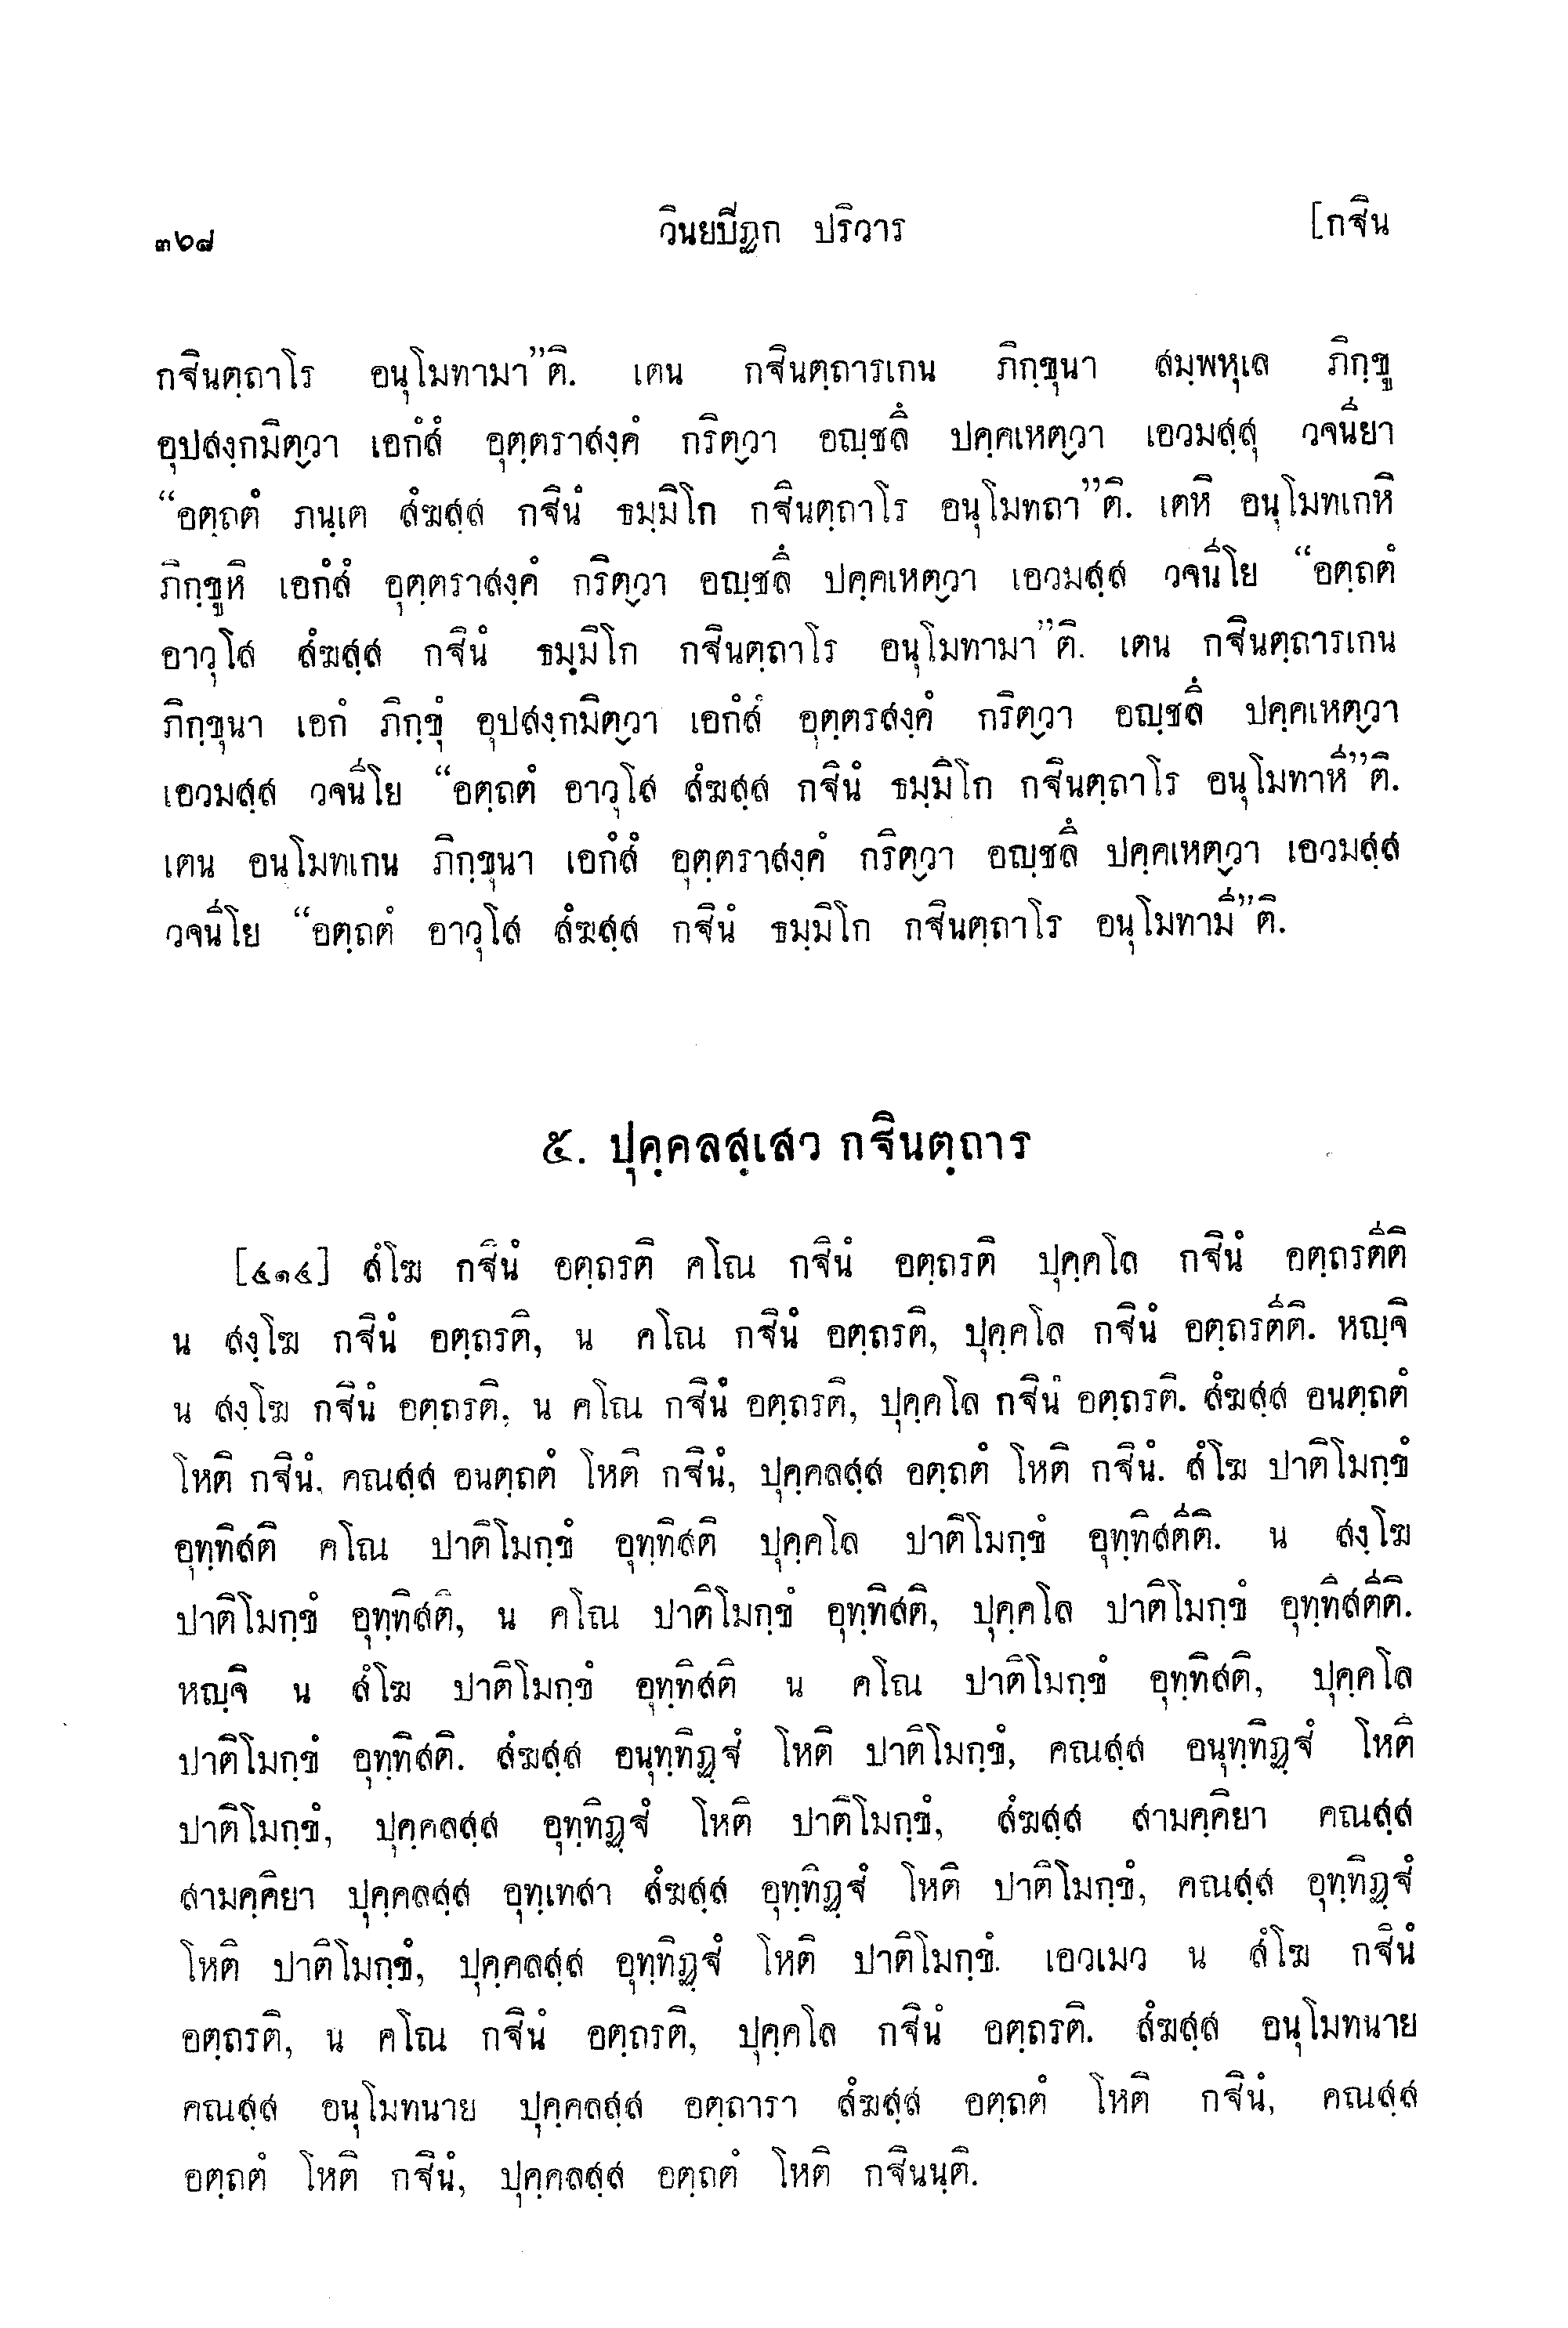 ๓๖๘ วินยปิฏก ปริวาร [กฐิน
กฐินตฺถาโร อนุโมทามา”ติ. เตน กฐินตฺถารเกน ภิกฺขุนา สมฺพหุเล ภิกฺขู
อุปสงฺกมิตฺวา เอกํสํ อุตฺตราสงฺคํ กริตฺวา อญฺชลึ ปคฺคเหตฺวา เอวมสฺสุ วจนียา
“อตฺถตํ ภนฺเต สํฆสฺส กฐินํ ธมฺมิโก กฐินตฺถาโร อนุโมทถา”ติ. เตหิ อนุโมทเกหิ
ภิกฺขูหิ เอกํสํ อุตฺตราสงฺคํ กริตฺวา อญฺชลึ ปคฺคเหตฺวา เอวมสฺส วจนีโย “อตฺถตํ
อาวุโส สํฆสฺส กฐินํ ธมฺมิโก กฐินตฺถาโร อนุโมทามา”ติ. เตน กฐินตฺถารเกน
ภิกฺขุนา เอกํ ภิกฺขุํ อุปสงฺกมิตฺวา เอกํสํ อุตฺตรสงฺคํ กริตฺวา อญฺชลึ ปคฺคเหตฺวา
เอวมสฺส วจนีโย “อตฺถตํ อาวุโส สํฆสฺส กฐินํ ธมฺมิโก กฐินตฺถาโร อนุโมทาหี”ติ.
เตน อนโมทเกน ภิกฺขุนา เอกํสํ อุตฺตราสงฺคํ กริตฺวา อญฺชลึ ปคฺคเหตฺวา เอวมสฺส
วจนีโย “อตฺถตํ อาวุโส สํฆสฺส กฐินํ ธมฺมิโก กฐินตฺถาโร อนุโมทามี”ติ.
๕. ปุคฺคลสฺเสว กฐินตฺถาร
[๔๑๔] สํโฆ กฐินํ อตฺถรติ คโณ กฐินํ อตฺถรติ ปุคฺคโล กฐินํ อตฺถรตีติ
น สงฺโฆ กฐินํ อตฺถรติ, น คโณ กฐินํ อตฺถรติ, ปุคฺคโล กฐินํ อตฺถรตีติ. หญฺจิ
น สงฺโฆ กฐินํ อตฺถรติ, น คโณ กฐินํ อตฺถรติ, ปุคฺคโล กฐินํ อตฺถรติ. สํฆสฺส อนตฺถตํ
โหติ กฐินํ, คณสฺส อนตฺถตํ โหติ กฐินํ, ปุคฺคลสฺส อตฺถตํ โหติ กฐินํ. สํโฆ ปาติโมกฺขํ
อุทฺทิสติ คโณ ปาติโมกฺขํ อุทฺทิสติ ปุคฺคโล ปาติโมกฺขํ อุทฺทิสตีติ. น สงฺโฆ
ปาติโมกฺขํ อุทฺทิสติ, น คโณ ปาติโมกฺขํ อุทฺทิสติ, ปุคฺคโล ปาติโมกฺขํ อุทฺทิสตีติ.
หญฺจิ น สํโฆ ปาติโมกฺขํ อุทฺทิสติ น คโณ ปาติโมกฺขํ อุทฺทิสติ, ปุคฺคโล
ปาติโมกฺขํ อุทฺทิสติ. สํฆสฺส อนุทฺทิฏฺฐํ โหติ ปาติโมกฺขํ, คณสฺส อนุทฺทิฏฺฐํ โหติ
ปาติโมกฺขํ, ปุคฺคลสฺส อุทฺทิฏฺฐํ โหติ ปาติโมกฺขํ, สํฆสฺส สามคฺคิยา คณสฺส
สามคฺคิยา ปุคฺคลสฺส อุทฺเทสา สํฆสฺส อุทฺทิฏฺฐํ โหติ ปาติโมกฺขํ, คณสฺส อุทฺทิฏฺฐํ
โหติ ปาติโมกฺขํ, ปุคฺคลสฺส อุทฺทิฏฺฐํ โหติ ปาติโมกฺขํ. เอวเมว น สํโฆ กฐินํ
อตฺถรติ, น คโณ กฐินํ อตฺถรติ, ปุคฺคโล กฐินํ อตฺถรติ. สํฆสฺส อนุโมทนาย
คณสฺส อนุโมทนาย ปุคฺคลสฺส อตฺถารา สํฆสฺส อตฺถตํ โหติ กฐินํ, คณสฺส
อตฺถตํ โหติ กฐินํ, ปุคฺคลสฺส อตฺถตํ โหติ กฐินนฺติ.